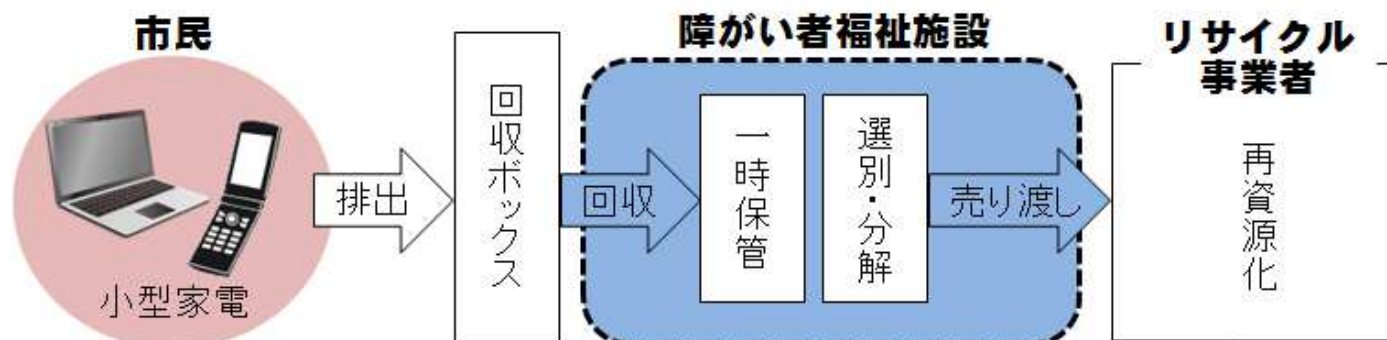 市民
小型家電
排出
回収ボックス
障がい者福祉施設
回収
一時保管
選別・分解
売り渡し
リサイクル
事業者
再資源化